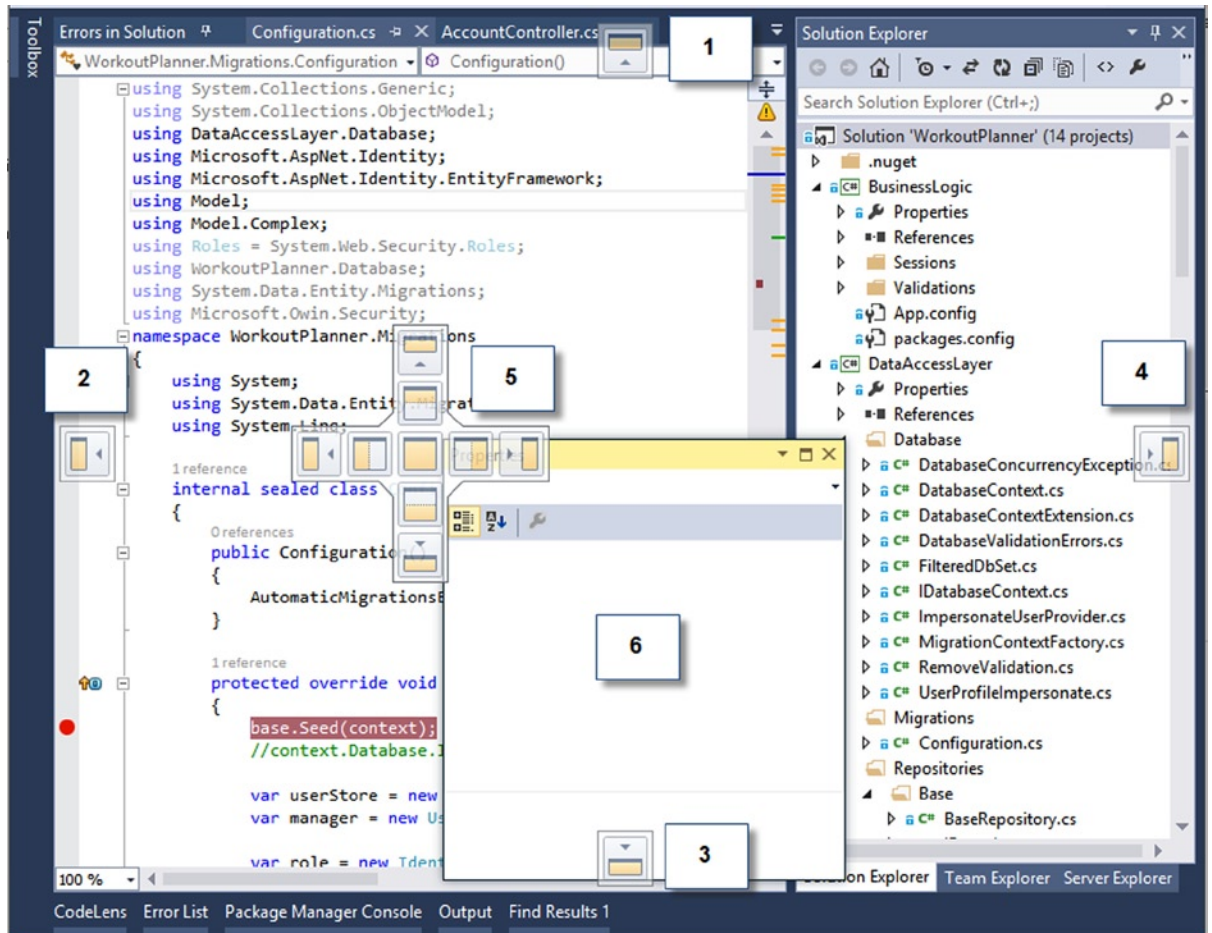 Toolbox
Errors in Solution
Configuration.cs
AccountController.cs
1
WorkoutPlanner.Migrations.Configuration
Configuration()
using System.Collections.Generic;
using System.Collections.ObjectModel;
using DataAccessLayer.Database;
using Microsoft.AspNet.Identity;
using Microsoft.AspNet.Identity.EntityFramework;
using Model;
using Model.Complex;
using Roles = System.Web.Security.Roles;
using WorkoutPlanner.Database;
using System.Data.Entity.Migrations;
using Microsoft.Owin.Security;
namespace WorkoutPlanner.Migrations
{
2
5
using System;
using System.Data.Entity.Migrat
using System.Linq;
1 reference
internal sealed class
{
0 references
public Configuration()
{
AutomaticMigrationsE
}
1 reference
protected override void
{
base.Seed(context);
//context.Database.I
var userStore = new
var manager = new Us
var role = new Ident
100 %
Properties
6
3
Solution Explorer
Search Solution Explorer (Ctrl+;)
Solution 'WorkoutPlanner' (14 projects)
.nuget
C# BusinessLogic
Properties
References
Sessions
Validations
App.config
packages.config
4
C# DataAccessLayer
Properties
References
Database
C# DatabaseConcurrencyException.cs
C# DatabaseContext.cs
C# DatabaseContextExtension.cs
C# DatabaseValidationErrors.cs
C# FilteredDbSet.cs
C# IDatabaseContext.cs
C# ImpersonateUserProvider.cs
C# MigrationContextFactory.cs
C# RemoveValidation.cs
C# UserProfileImpersonate.cs
Migrations
C# Configuration.cs
Repositories
Base
C# BaseRepository.cs
Solution Explorer
Team Explorer
Server Explorer
CodeLens
Error List
Package Manager Console
Output
Find Results 1